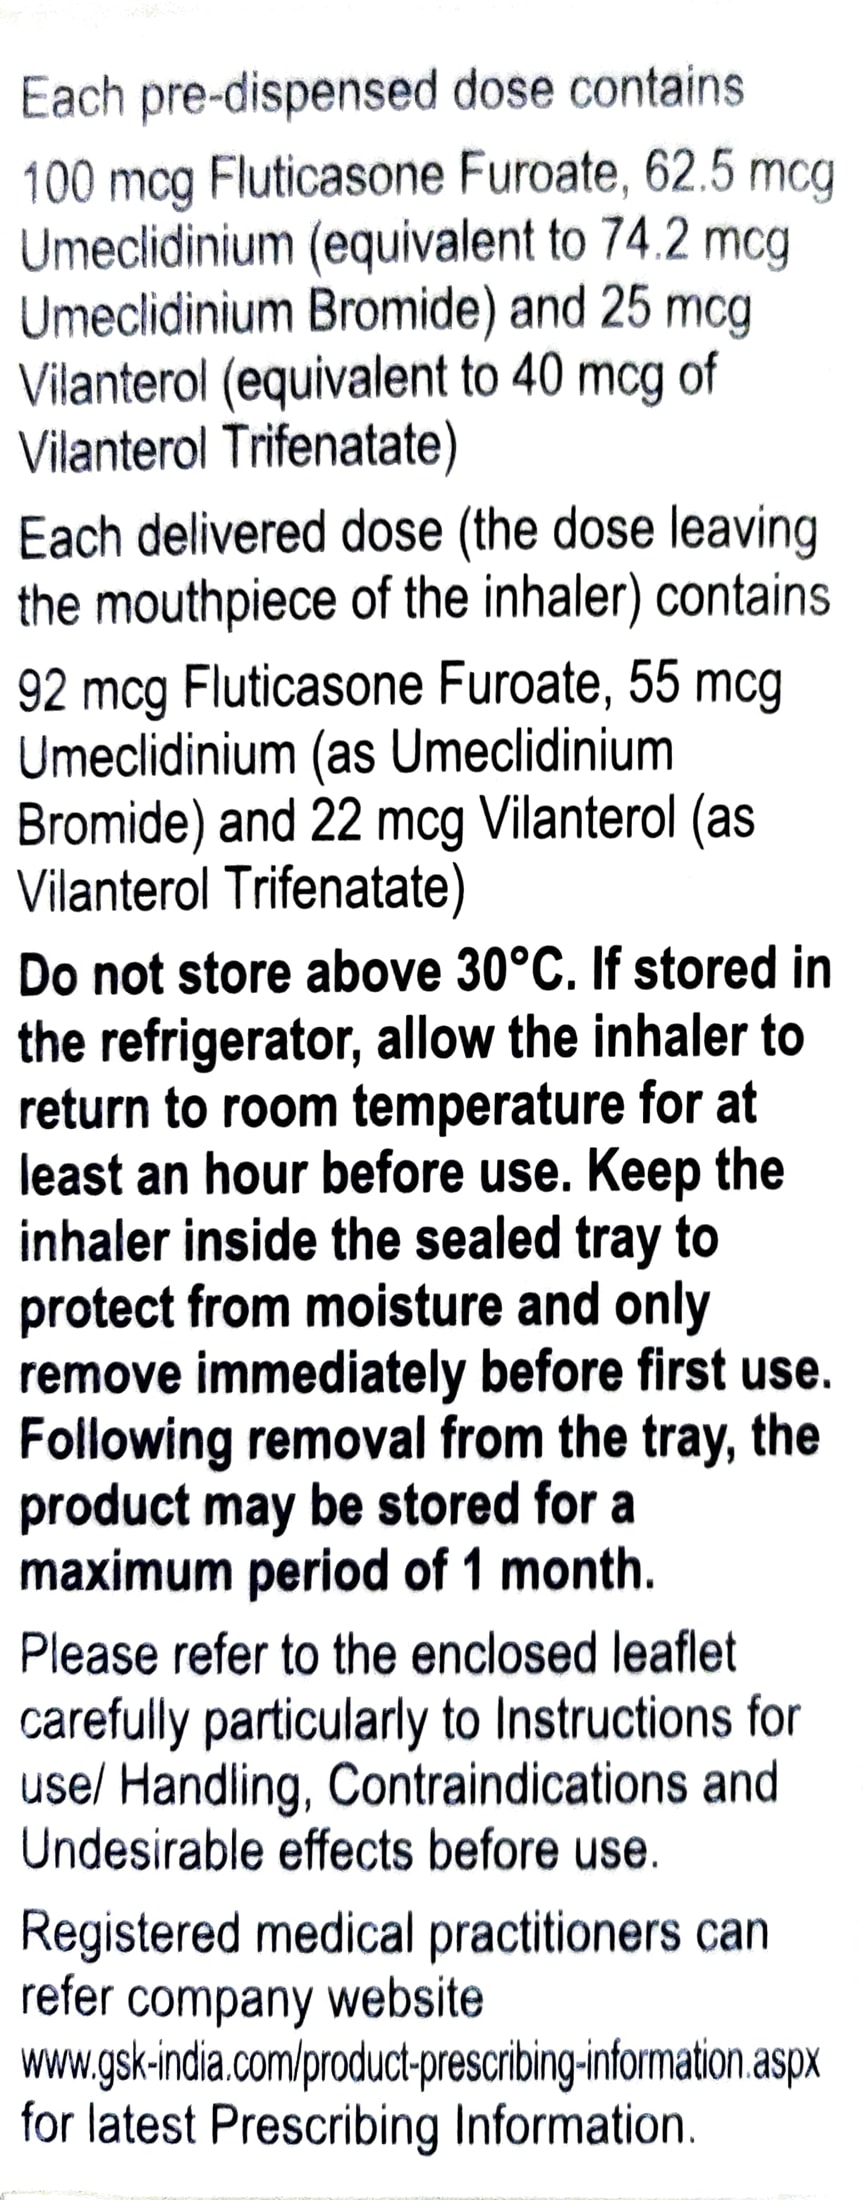 Each pre-dispensed dose contains
100 mcg Fluticasone Furoate, 62.5 mcg
Umeclidinium (equivalent to 74.2 mcg
Umeclidinium Bromide) and 25 mcg
Vilanterol (equivalent to 40 mcg of
Vilanterol Trifenatate)
Each delivered dose (the dose leaving
the mouthpiece of the inhaler) contains
92 mcg Fluticasone Furoate, 55 mcg
Umeclidinium (as Umeclidinium
Bromide) and 22 mcg Vilanterol (as
Vilanterol Trifenatate)
Do not store above 30°C. If stored in
the refrigerator, allow the inhaler to
return to room temperature for at
least an hour before use. Keep the
inhaler inside the sealed tray to
protect from moisture and only
remove immediately before first use.
Following removal from the tray, the
product may be stored for a
maximum period of 1 month.
Please refer to the enclosed leaflet
carefully particularly to Instructions for
use/ Handling, Contraindications and
Undesirable effects before use.
Registered medical practitioners can
refer company website
www.gsk-india.com/product-prescribing-information.aspx
for latest Prescribing Information.